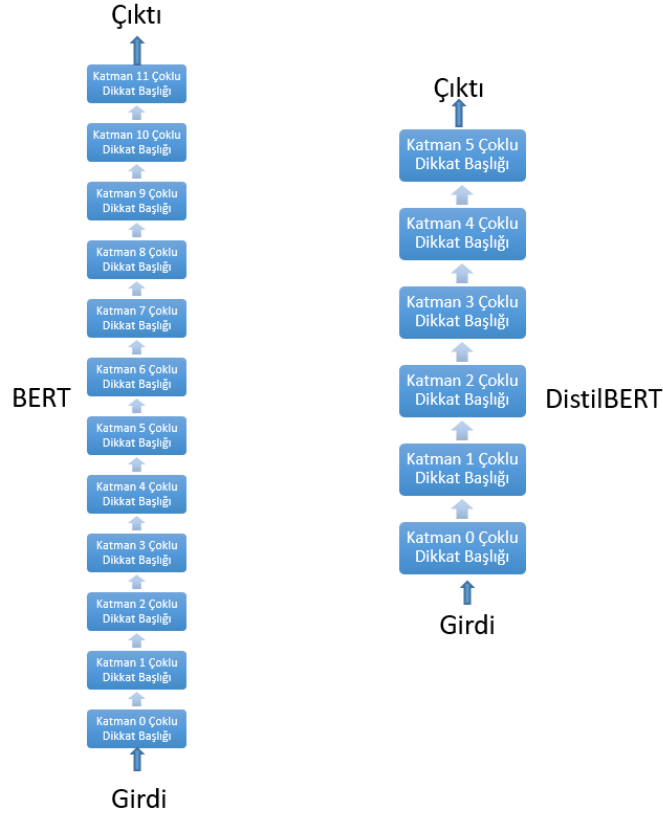 Çıktı
Katman 11 Çoklu
Dikkat Başlığı
Katman 10 Çoklu
Dikkat Başlığı
Katman 9 Çoklu
Dikkat Başlığı
Katman 8 Çoklu
Dikkat Başlığı
Katman 7 Çoklu
Dikkat Başlığı
Katman 6 Çoklu
Dikkat Başlığı
BERT
Katman 5 Çoklu
Dikkat Başlığı
Katman 4 Çoklu
Dikkat Başlığı
Katman 3 Çoklu
Dikkat Başlığı
Katman 2 Çoklu
Dikkat Başlığı
Katman 1 Çoklu
Dikkat Başlığı
Katman 0 Çoklu
Dikkat Başlığı
Girdi
Çıktı
Katman 5 Çoklu
Dikkat Başlığı
Katman 4 Çoklu
Dikkat Başlığı
Katman 3 Çoklu
Dikkat Başlığı
Katman 2 Çoklu
Dikkat Başlığı
DistilBERT
Katman 1 Çoklu
Dikkat Başlığı
Katman 0 Çoklu
Dikkat Başlığı
Girdi